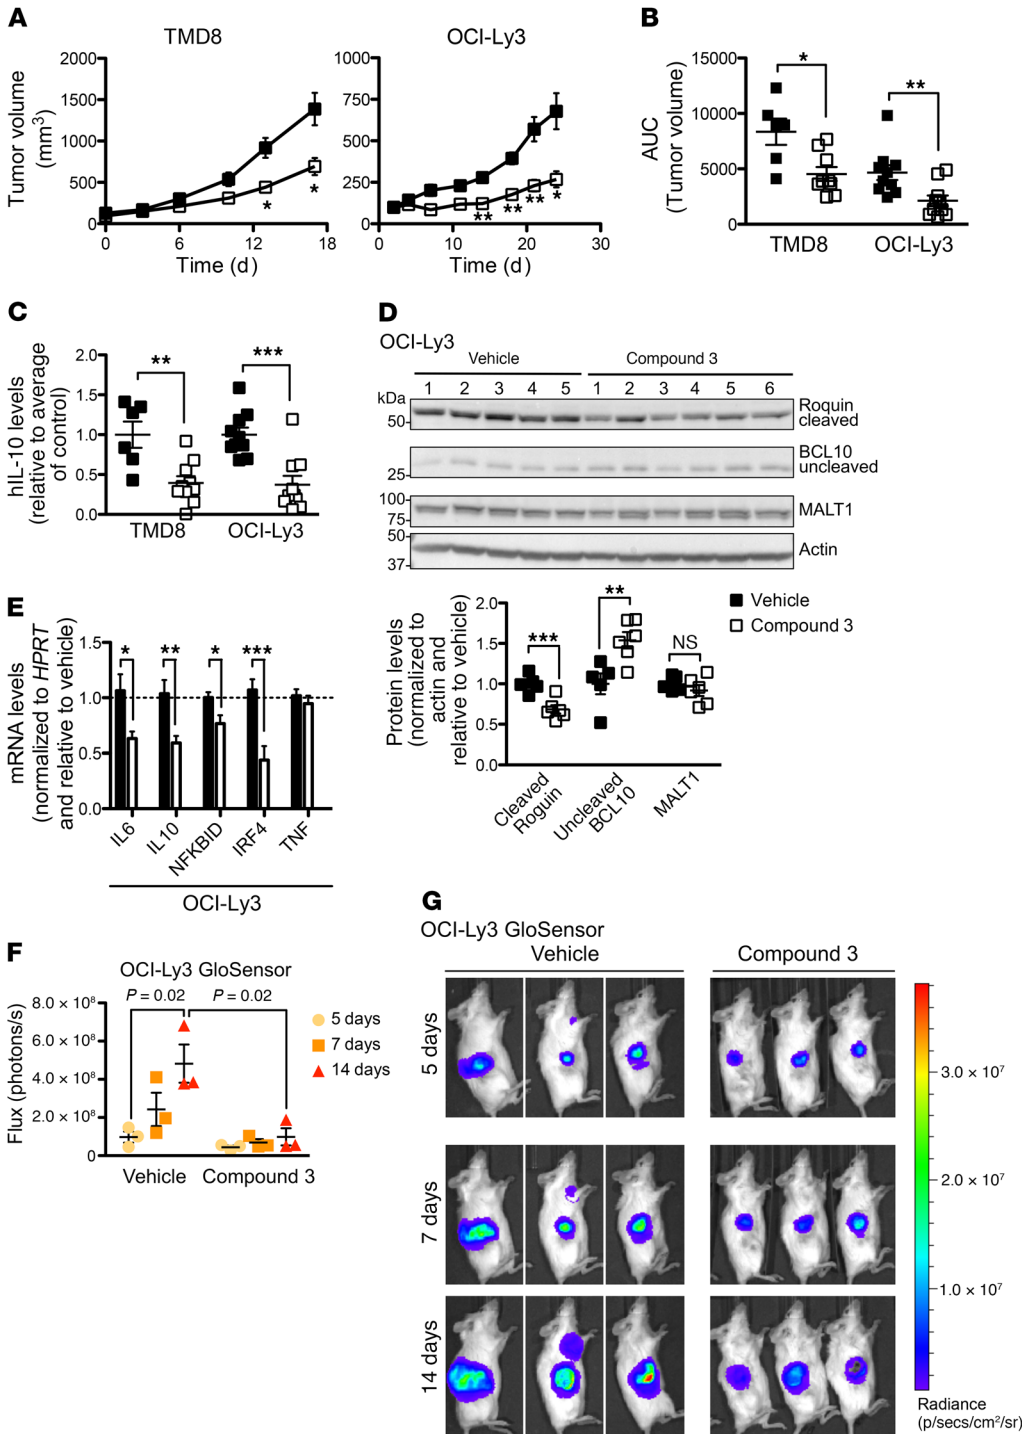 A
TMD8
OCI-Ly3
Tumor volume
(mm³)
2000
1500
1000
500
0
0
6
12
18
Time (d)
*
*
1000
750
500
250
0
0
10
20
30
Time (d)
**
**
**
*
B
AUC
(Tumor volume)
15000
10000
5000
0
*
**
TMD8
OCI-Ly3
C
hIL-10 levels
(relative to average
of control)
2.0
1.5
1.0
0.5
0.0
**
***
TMD8
OCI-Ly3
D
OCI-Ly3
Vehicle
Compound 3
1 2 3 4 5 1 2 3 4 5 6
kDa
50
Roquin
cleaved
25
BCL10
uncleaved
100
75
MALT1
50
37
Actin
Vehicle
Compound 3
Protein levels
(normalized to
actin and
relative to vehicle)
2.0
1.5
1.0
0.5
0.0
***
**
NS
Cleaved
Roquin
Uncleaved
BCL10
MALT1
E
mRNA levels
(normalized to HPRT
and relative to vehicle)
1.5
1.0
0.5
0.0
*
**
*
***
IL6
IL10
NFKBID
IRF4
TNF
OCI-Ly3
F
OCI-Ly3 GloSensor
Flux (photons/s)
8.0 × 10⁸
6.0 × 10⁸
4.0 × 10⁸
2.0 × 10⁸
0
P = 0.02
P = 0.02
5 days
7 days
14 days
Vehicle
Compound 3
G
OCI-Ly3 GloSensor
Vehicle
Compound 3
5 days
7 days
14 days
3.0 × 10⁷
2.0 × 10⁷
1.0 × 10⁷
Radiance
(p/secs/cm²/sr)